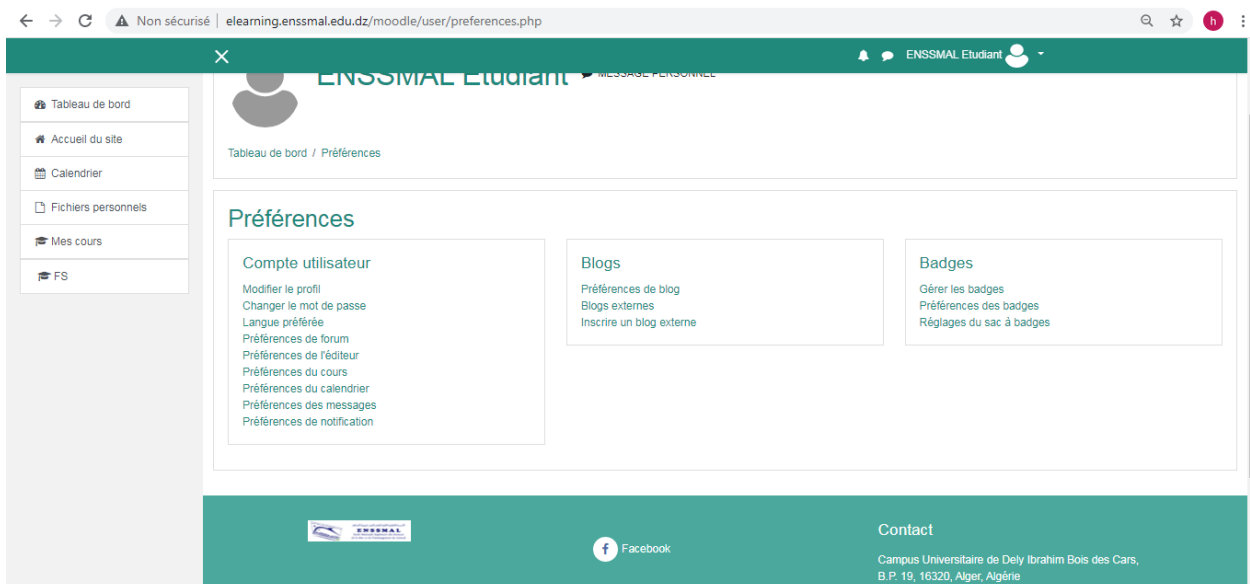 Non sécurisé | elearning.enssmal.edu.dz/moodle/user/preferences.php
h
ENSSMAL Etudiant
ENSSMAL Etudiant MESSAGE PERSONNEL
Tableau de bord / Préférences
Tableau de bord
Accueil du site
Calendrier
Fichiers personnels
Mes cours
FS
Préférences
Compte utilisateur
Modifier le profil
Changer le mot de passe
Langue préférée
Préférences de forum
Préférences de l'éditeur
Préférences du cours
Préférences du calendrier
Préférences des messages
Préférences de notification
Blogs
Préférences de blog
Blogs externes
Inscrire un blog externe
Badges
Gérer les badges
Préférences des badges
Réglages du sac à badges
ENSSMAL
Facebook
Contact
Campus Universitaire de Dely Ibrahim Bois des Cars,
B.P. 19, 16320, Alger, Algérie